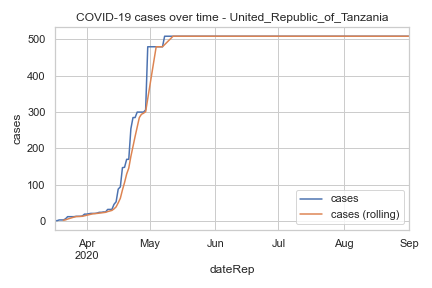 COVID-19 cases over time - United_Republic_of_Tanzania
cases
500
400
300
200
100
0
cases
cases (rolling)
Apr
2020
May
Jun
Jul
Aug
Sep
dateRep